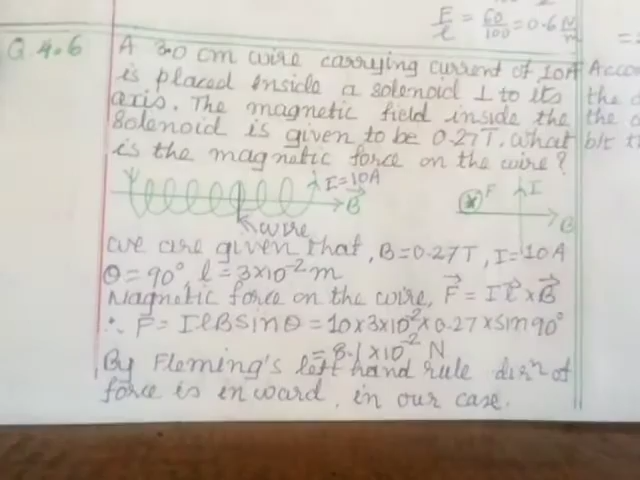 F/l = 60/100 = 0.6 N/m
Q.4.6 A 3.0 cm wire carrying current of 10A
is placed inside a solenoid ⊥ to its
axis. The magnetic field inside the
solenoid is given to be 0.27T. What
is the magnetic force on the wire?
I=10A
B
wire
F I
B
We are given that, B=0.27T, I=10A
θ=90°, l=3×10⁻²m
Magnetic force on the wire, F⃗ = I l⃗ × B⃗
∴ F = IlBsinθ = 10×3×10⁻²×0.27×sin90°
= 8.1×10⁻² N
By Fleming's left hand rule dirⁿ of
force is inward, in our case.